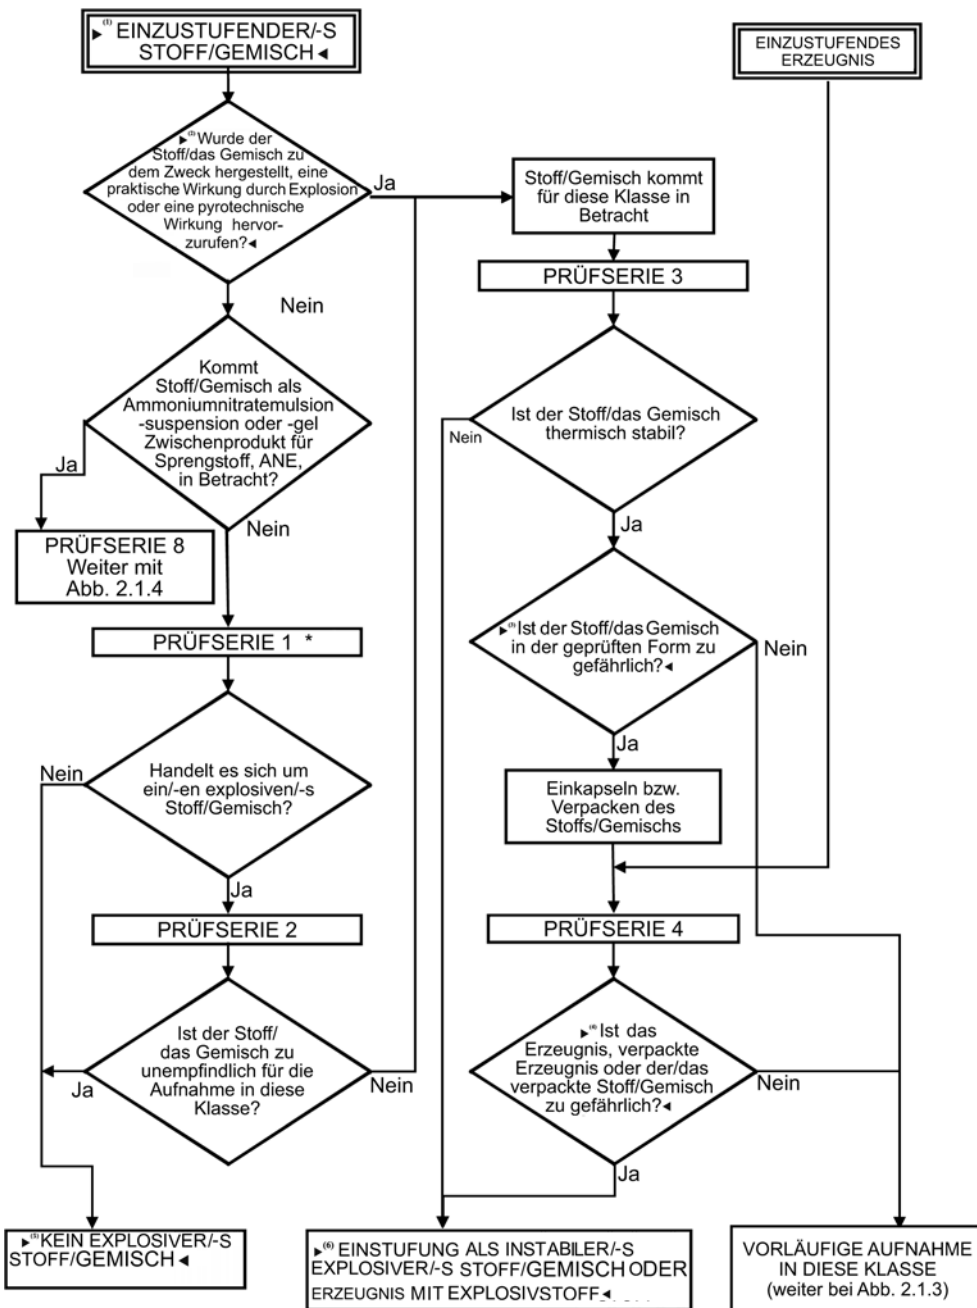 ▶⁽¹⁾ EINZUSTUFENDER/-S
STOFF/GEMISCH ◀
EINZUSTUFENDES
ERZEUGNIS
▶⁽²⁾ Wurde der
Stoff/das Gemisch zu
dem Zweck hergestellt, eine
praktische Wirkung durch Explosion
oder eine pyrotechnische
Wirkung hervor-
zurufen? ◀
Ja
Nein
Stoff/Gemisch kommt
für diese Klasse in
Betracht
PRÜFSERIE 3
Kommt
Stoff/Gemisch als
Ammoniumnitratemulsion
-suspension oder -gel
Zwischenprodukt für
Sprengstoff, ANE,
in Betracht?
Ja
Nein
Ist der Stoff/das Gemisch
thermisch stabil?
Nein
Ja
PRÜFSERIE 8
Weiter mit
Abb. 2.1.4
PRÜFSERIE 1 *
▶⁽³⁾ Ist der Stoff/das Gemisch
in der geprüften Form zu
gefährlich? ◀
Nein
Ja
Handelt es sich um
ein/-en explosiven/-s
Stoff/Gemisch?
Nein
Ja
Einkapseln bzw.
Verpacken des
Stoffs/Gemischs
PRÜFSERIE 2
PRÜFSERIE 4
Ist der Stoff/
das Gemisch zu
unempfindlich für die
Aufnahme in diese
Klasse?
Ja
Nein
▶⁽⁴⁾ Ist das
Erzeugnis, verpackte
Erzeugnis oder der/das
verpackte Stoff/Gemisch
zu gefährlich? ◀
Nein
Ja
▶⁽⁵⁾ KEIN EXPLOSIVER/-S
STOFF/GEMISCH ◀
▶⁽⁶⁾ EINSTUFUNG ALS INSTABILER/-S
EXPLOSIVER/-S STOFF/GEMISCH ODER
ERZEUGNIS MIT EXPLOSIVSTOFF ◀
VORLÄUFIGE AUFNAHME
IN DIESE KLASSE
(weiter bei Abb. 2.1.3)